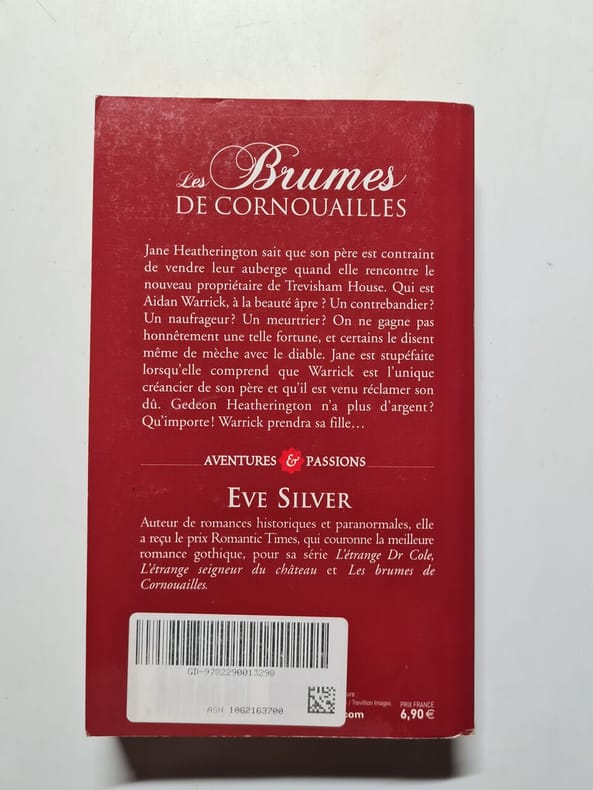 Les Brumes
DE CORNOUAILLES
Jane Heatherington sait que son père est contraint
de vendre leur auberge quand elle rencontre le
nouveau propriétaire de Trevisham House. Qui est
Aidan Warrick, à la beauté âpre ? Un contrebandier ?
Un naufrageur ? Un meurtrier ? On ne gagne pas
honnêtement une telle fortune, et certains le disent
même de mèche avec le diable. Jane est stupéfaite
lorsqu'elle comprend que Warrick est l'unique
créancier de son père et qu'il est venu réclamer son
dû. Gedeon Heatherington n'a plus d'argent ?
Qu'importe ! Warrick prendra sa fille...
AVENTURES & PASSIONS
EVE SILVER
Auteur de romances historiques et paranormales, elle
a reçu le prix Romantic Times, qui couronne la meilleure
romance gothique, pour sa série L'étrange Dr Cole,
L'étrange seigneur du château et Les brumes de
Cornouailles.
GD-9782290013298
ASW 1062163700
/ Trevillion Images
.com
PRIX FRANCE
6,90 €